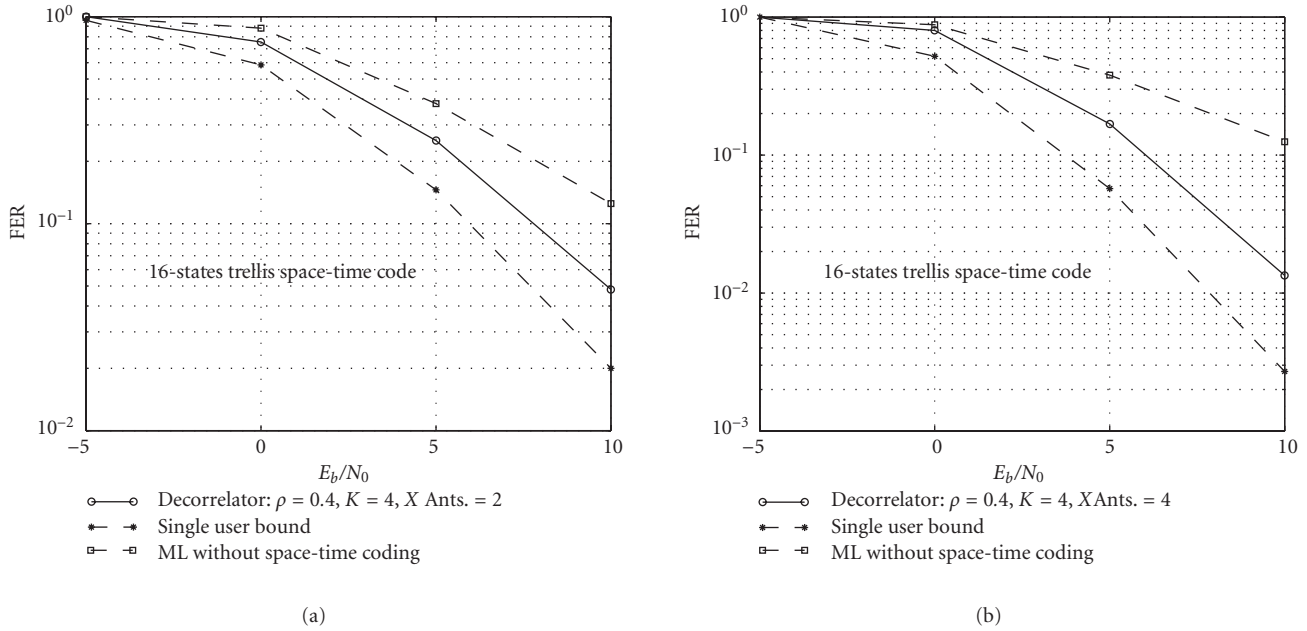 10^0
10^-1
10^-2
FER
16-states trellis space-time code
-5
0
5
10
E_b/N_0
Decorrelator: ρ = 0.4, K = 4, X Ants. = 2
Single user bound
ML without space-time coding
(a)
10^0
10^-1
10^-2
10^-3
FER
16-states trellis space-time code
-5
0
5
10
E_b/N_0
Decorrelator: ρ = 0.4, K = 4, XAnts. = 4
Single user bound
ML without space-time coding
(b)